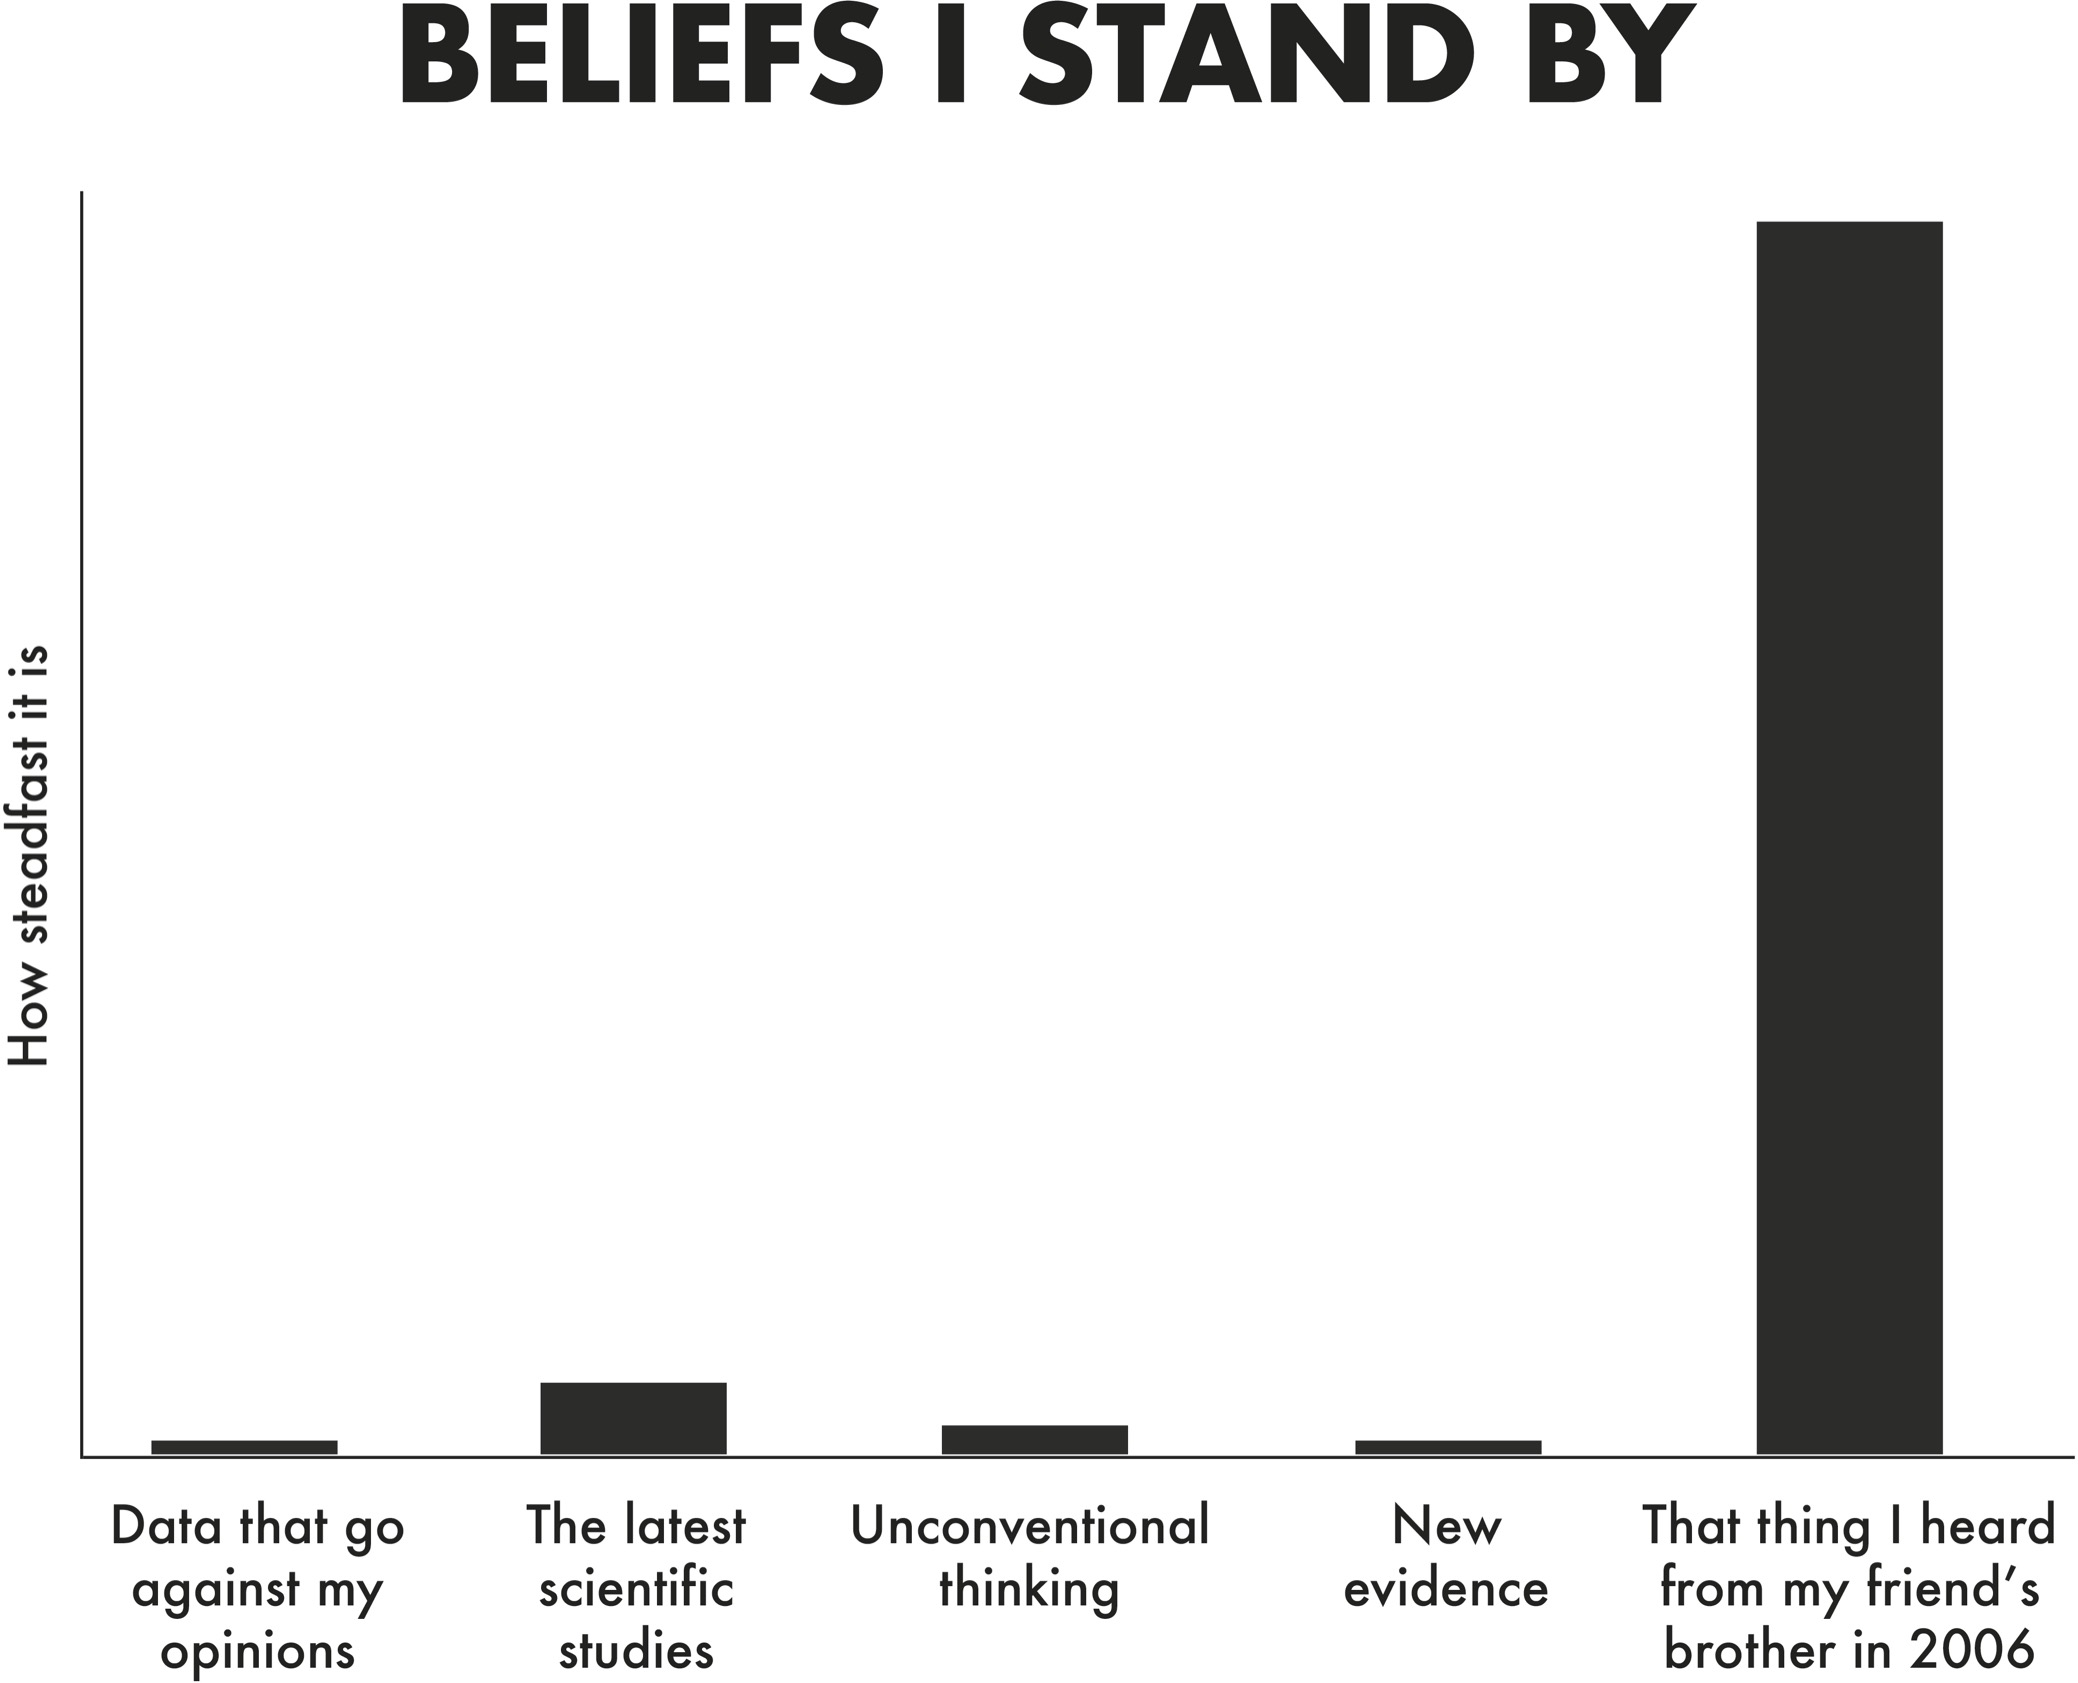 BELIEFS I STAND BY
How steadfast it is
Data that go
against my
opinions
The latest
scientific
studies
Unconventional
thinking
New
evidence
That thing I heard
from my friend's
brother in 2006